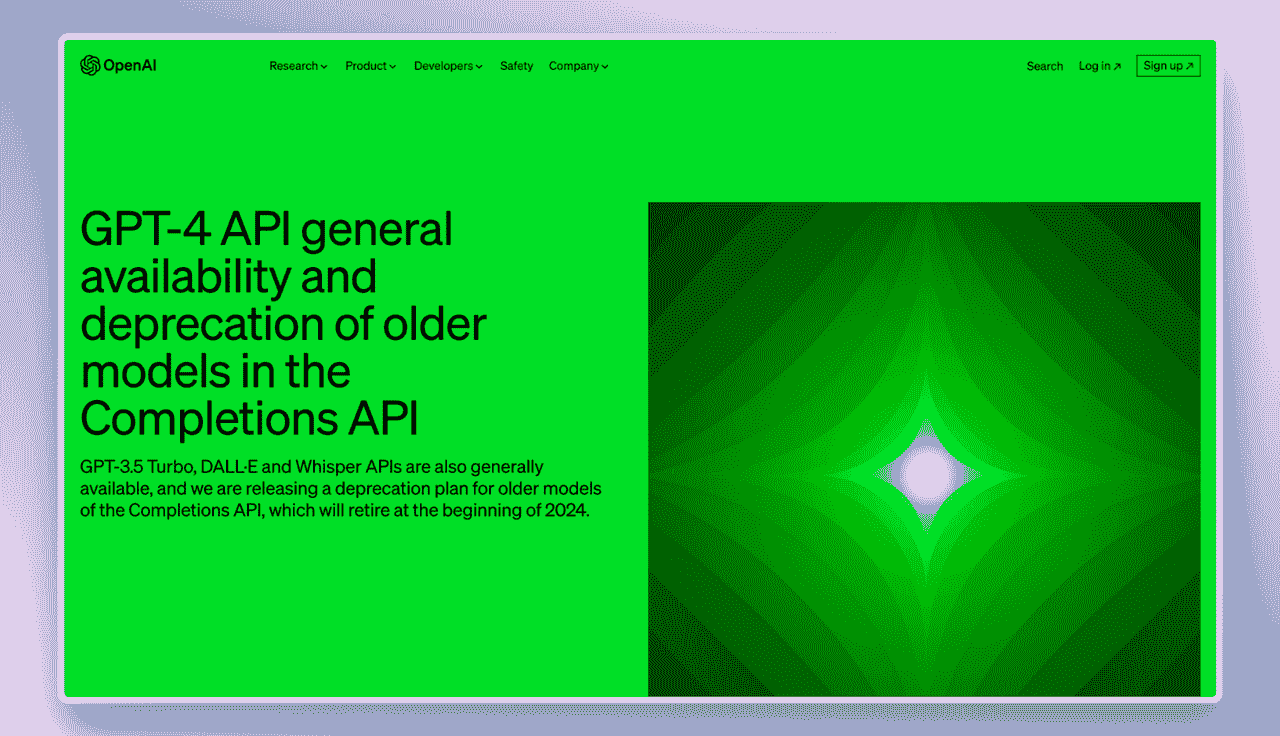 OpenAI
Research Product Developers Safety Company
Search Log in ↗ Sign up ↗
GPT-4 API general
availability and
deprecation of older
models in the
Completions API
GPT-3.5 Turbo, DALL·E and Whisper APIs are also generally
available, and we are releasing a deprecation plan for older models
of the Completions API, which will retire at the beginning of 2024.